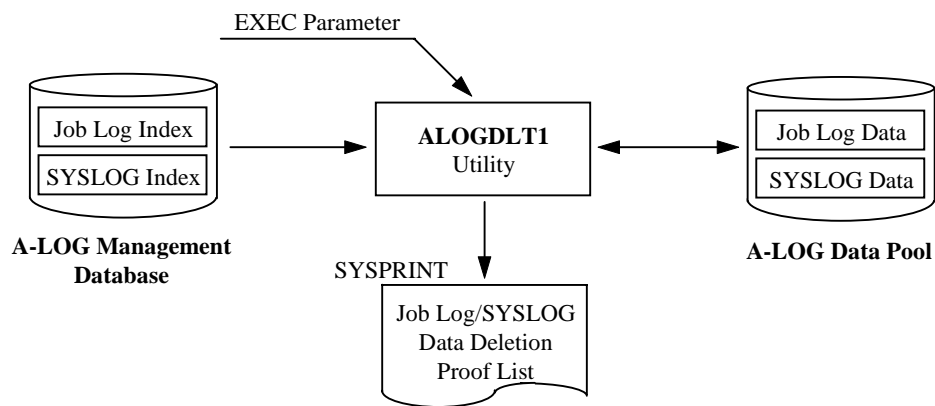 EXEC Parameter
Job Log Index
SYSLOG Index
A-LOG Management
Database
ALOGDLT1
Utility
Job Log Data
SYSLOG Data
A-LOG Data Pool
SYSPRINT
Job Log/SYSLOG
Data Deletion
Proof List